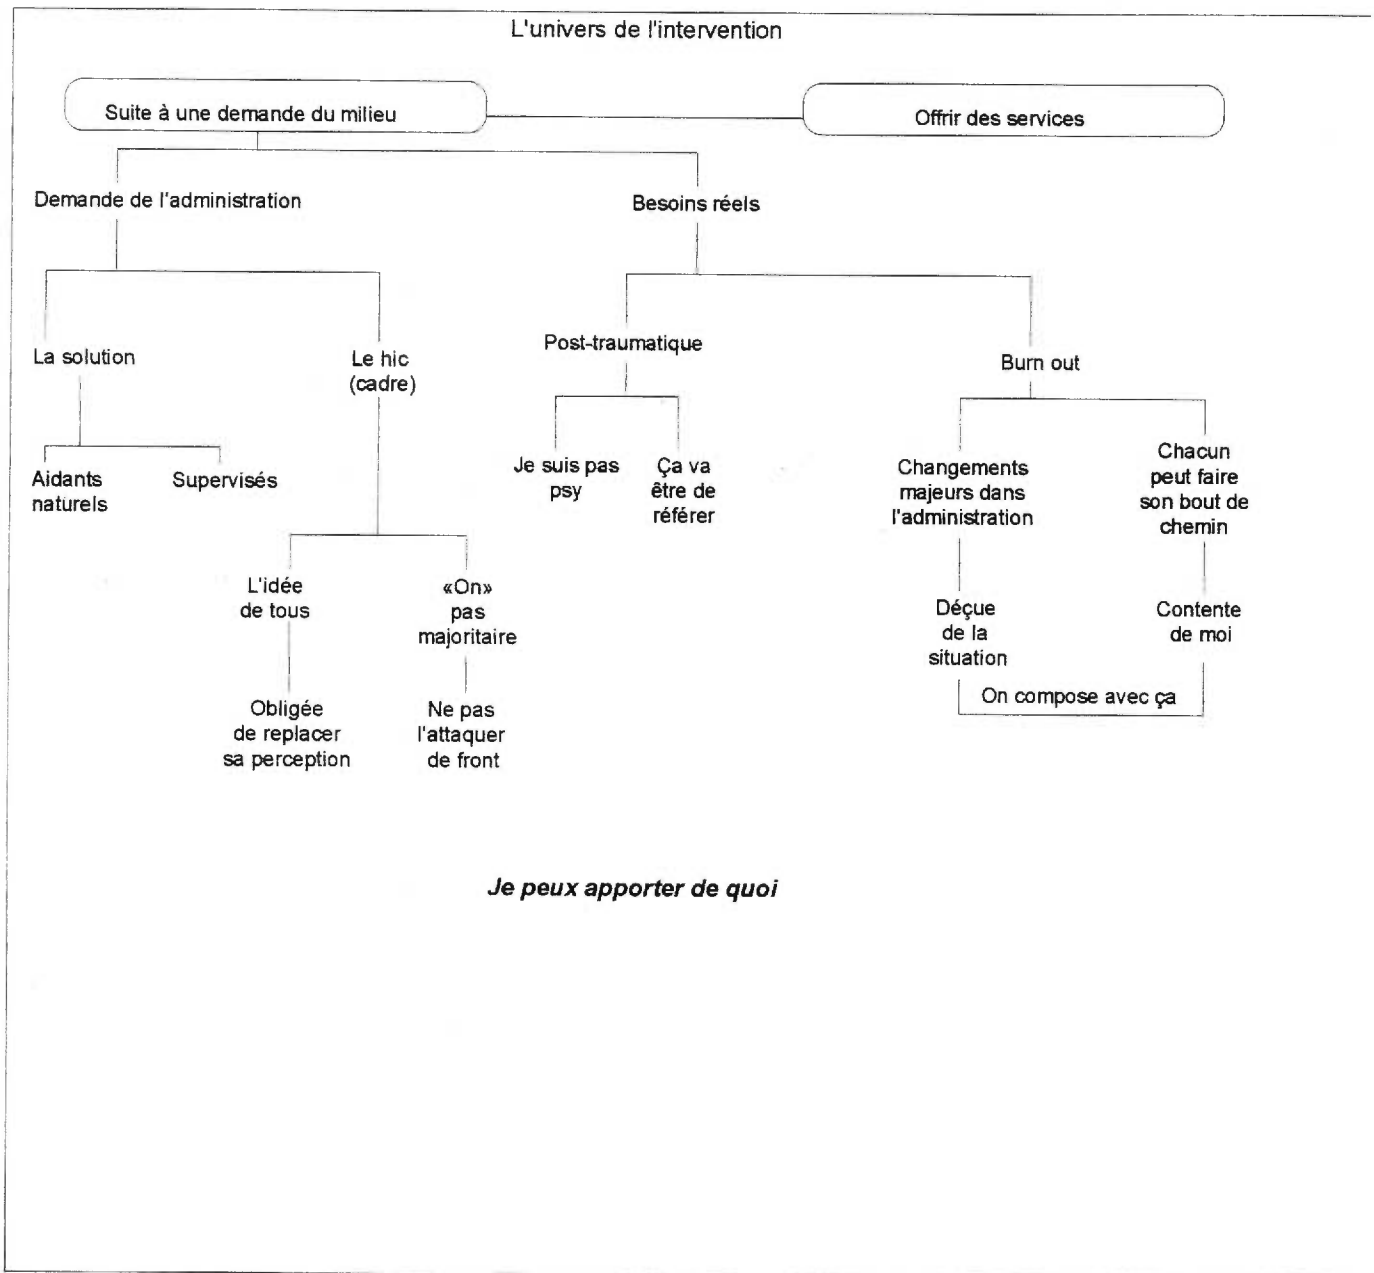 L'univers de l'intervention
Suite à une demande du milieu
Offrir des services
Demande de l'administration
Besoins réels
La solution
Le hic
(cadre)
Post-traumatique
Burn out
Aidants
naturels
Supervisés
Je suis pas
psy
Ça va
être de
référer
Changements
majeurs dans
l'administration
Chacun
peut faire
son bout de
chemin
L'idée
de tous
«On»
pas
majoritaire
Déçue
de la
situation
Contente
de moi
On compose avec ça
Obligée
de replacer
sa perception
Ne pas
l'attaquer
de front
Je peux apporter de quoi